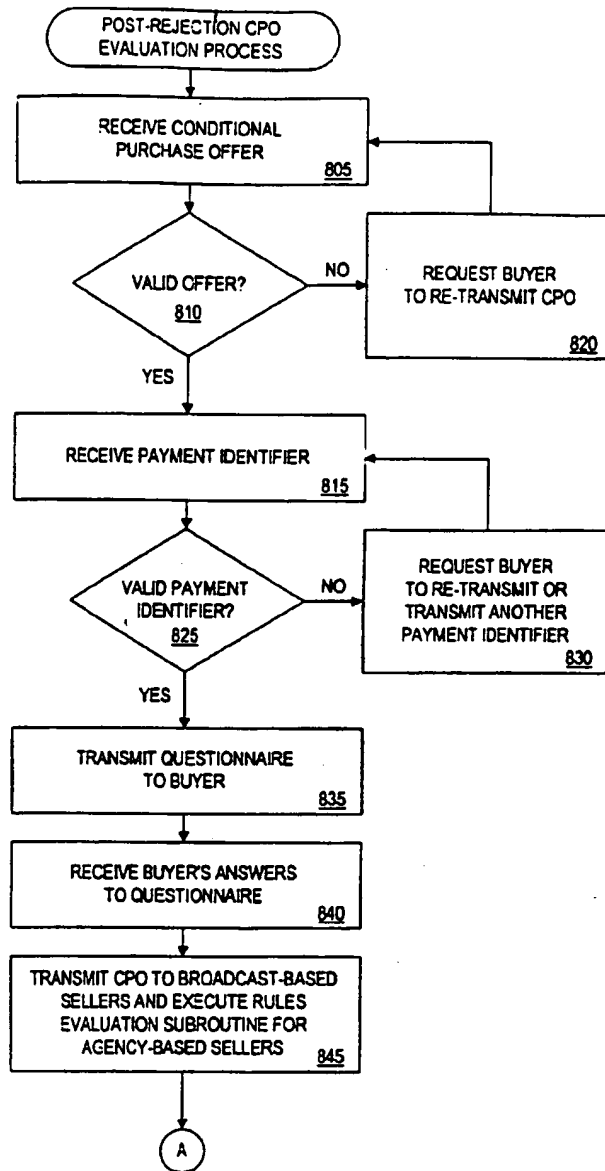 POST-REJECTION CPO
EVALUATION PROCESS
RECEIVE CONDITIONAL
PURCHASE OFFER
805
VALID OFFER?
810
NO
REQUEST BUYER
TO RE-TRANSMIT CPO
820
YES
RECEIVE PAYMENT IDENTIFIER
815
VALID PAYMENT
IDENTIFIER?
825
NO
REQUEST BUYER
TO RE-TRANSMIT OR
TRANSMIT ANOTHER
PAYMENT IDENTIFIER
830
YES
TRANSMIT QUESTIONNAIRE
TO BUYER
835
RECEIVE BUYER'S ANSWERS
TO QUESTIONNAIRE
840
TRANSMIT CPO TO BROADCAST-BASED
SELLERS AND EXECUTE RULES
EVALUATION SUBROUTINE FOR
AGENCY-BASED SELLERS
845
A